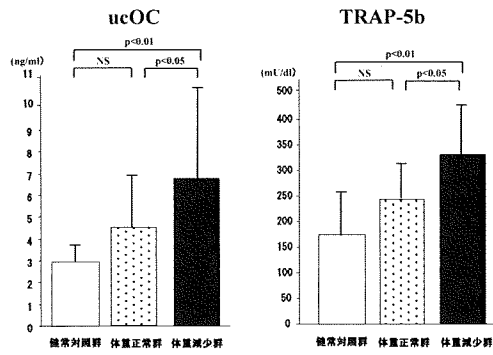 ucOC
p<0.01
(ng/ml)
NS
p<0.05
11
10
9
8
7
6
5
4
3
2
1
0
健常対照群
体重正常群
体重減少群
TRAP-5b
p<0.01
(mU/dl)
NS
p<0.05
500
400
350
300
250
200
150
100
50
0
健常対照群
体重正常群
体重減少群